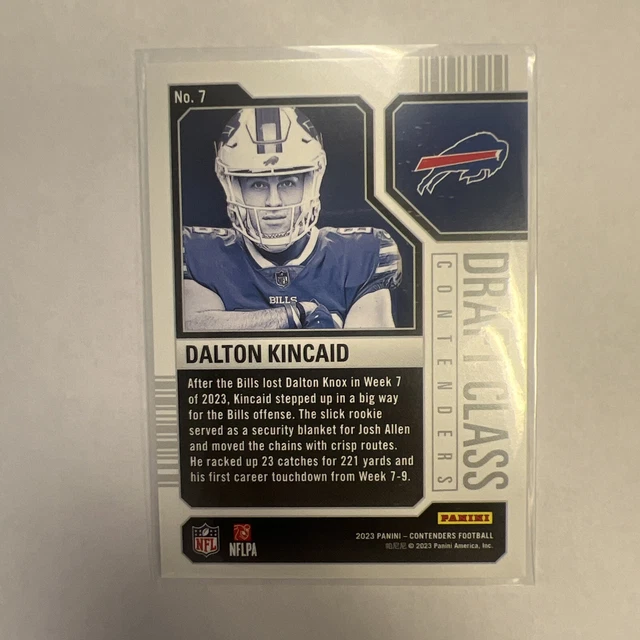 No. 7
BILLS
DRAFT CLASS
CONTENDERS
DALTON KINCAID
After the Bills lost Dalton Knox in Week 7
of 2023, Kincaid stepped up in a big way
for the Bills offense. The slick rookie
served as a security blanket for Josh Allen
and moved the chains with crisp routes.
He racked up 23 catches for 221 yards and
his first career touchdown from Week 7-9.
PANINI
NFL
NFLPA
2023 PANINI – CONTENDERS FOOTBALL
帕尼尼 © 2023 Panini America, Inc.